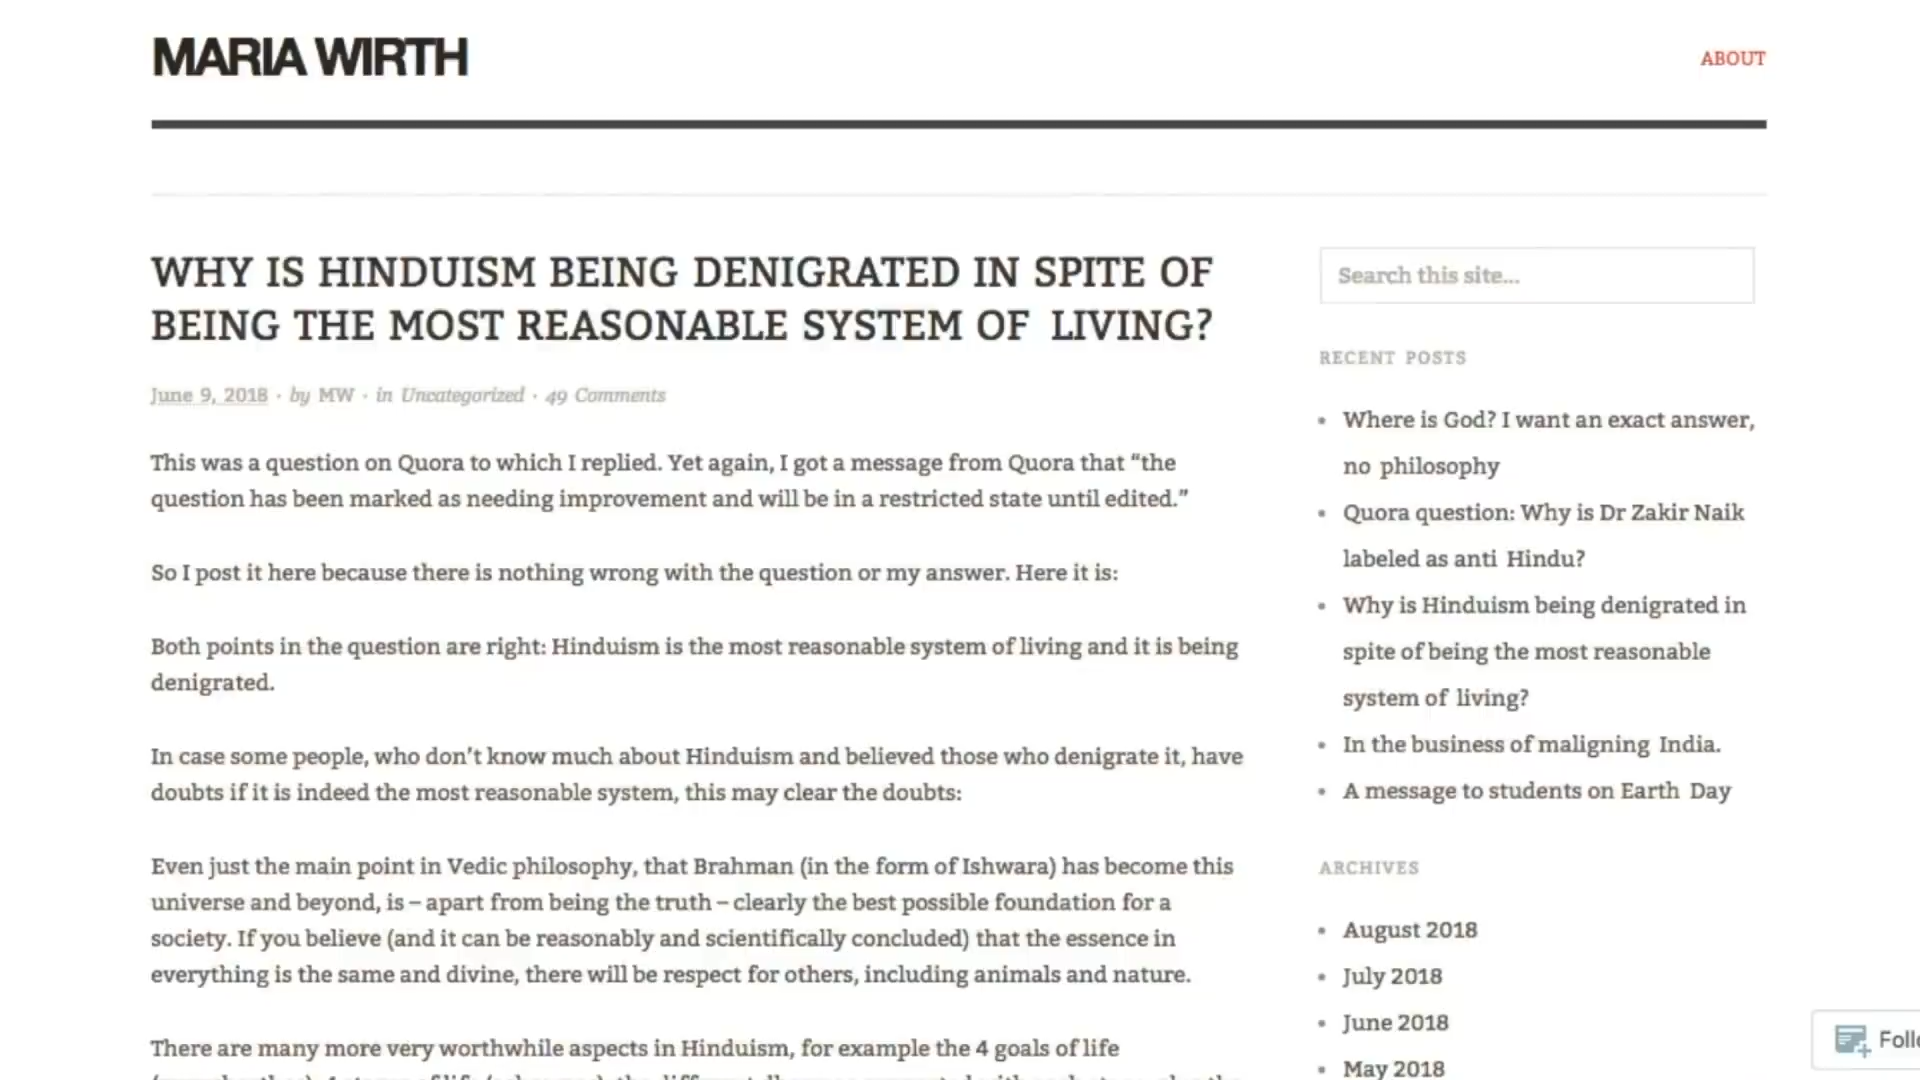 MARIA WIRTH
ABOUT
WHY IS HINDUISM BEING DENIGRATED IN SPITE OF
BEING THE MOST REASONABLE SYSTEM OF LIVING?
June 9, 2018 · by MW · in Uncategorized · 49 Comments
This was a question on Quora to which I replied. Yet again, I got a message from Quora that “the
question has been marked as needing improvement and will be in a restricted state until edited.”
So I post it here because there is nothing wrong with the question or my answer. Here it is:
Both points in the question are right: Hinduism is the most reasonable system of living and it is being
denigrated.
In case some people, who don’t know much about Hinduism and believed those who denigrate it, have
doubts if it is indeed the most reasonable system, this may clear the doubts:
Even just the main point in Vedic philosophy, that Brahman (in the form of Ishwara) has become this
universe and beyond, is – apart from being the truth – clearly the best possible foundation for a
society. If you believe (and it can be reasonably and scientifically concluded) that the essence in
everything is the same and divine, there will be respect for others, including animals and nature.
There are many more very worthwhile aspects in Hinduism, for example the 4 goals of life
Search this site...
RECENT POSTS
Where is God? I want an exact answer,
no philosophy
Quora question: Why is Dr Zakir Naik
labeled as anti Hindu?
Why is Hinduism being denigrated in
spite of being the most reasonable
system of living?
In the business of maligning India.
A message to students on Earth Day
ARCHIVES
August 2018
July 2018
June 2018
May 2018